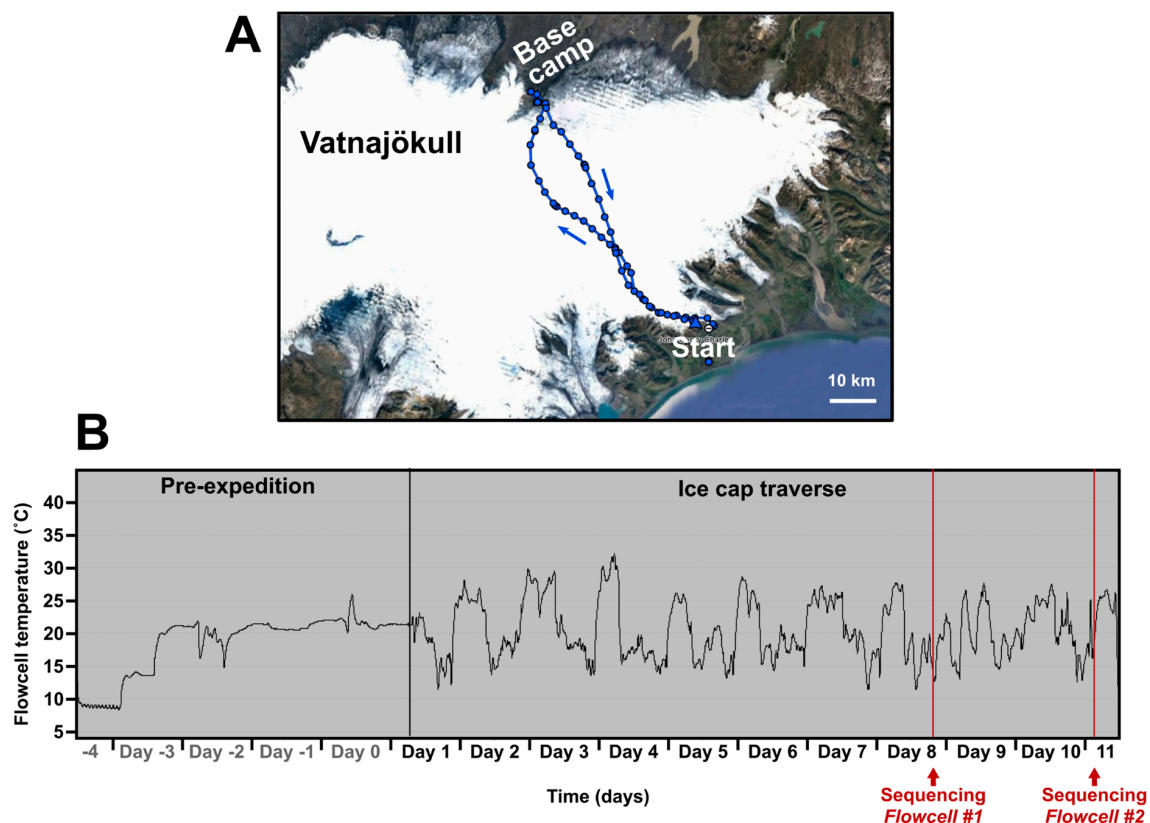 A
Base
camp
Vatnajökull
Start
10 km
B
Pre-expedition
Ice cap traverse
Flowcell temperature (˚C)
40
35
30
25
20
15
10
5
-4
Day -3
Day -2
Day -1
Day 0
Day 1
Day 2
Day 3
Day 4
Day 5
Day 6
Day 7
Day 8
Day 9
Day 10
11
Time (days)
Sequencing
Flowcell #1
Sequencing
Flowcell #2